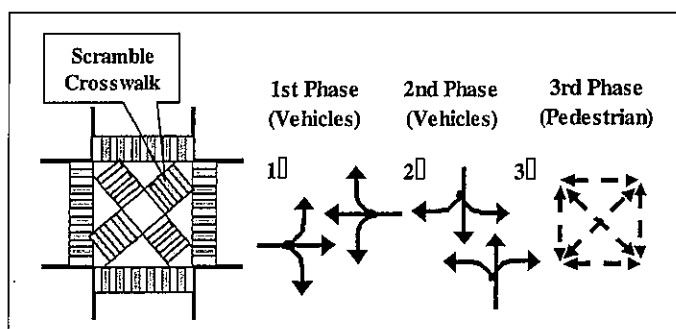 Scramble
Crosswalk
1st Phase
(Vehicles)
2nd Phase
(Vehicles)
3rd Phase
(Pedestrian)
1▯
2▯
3▯